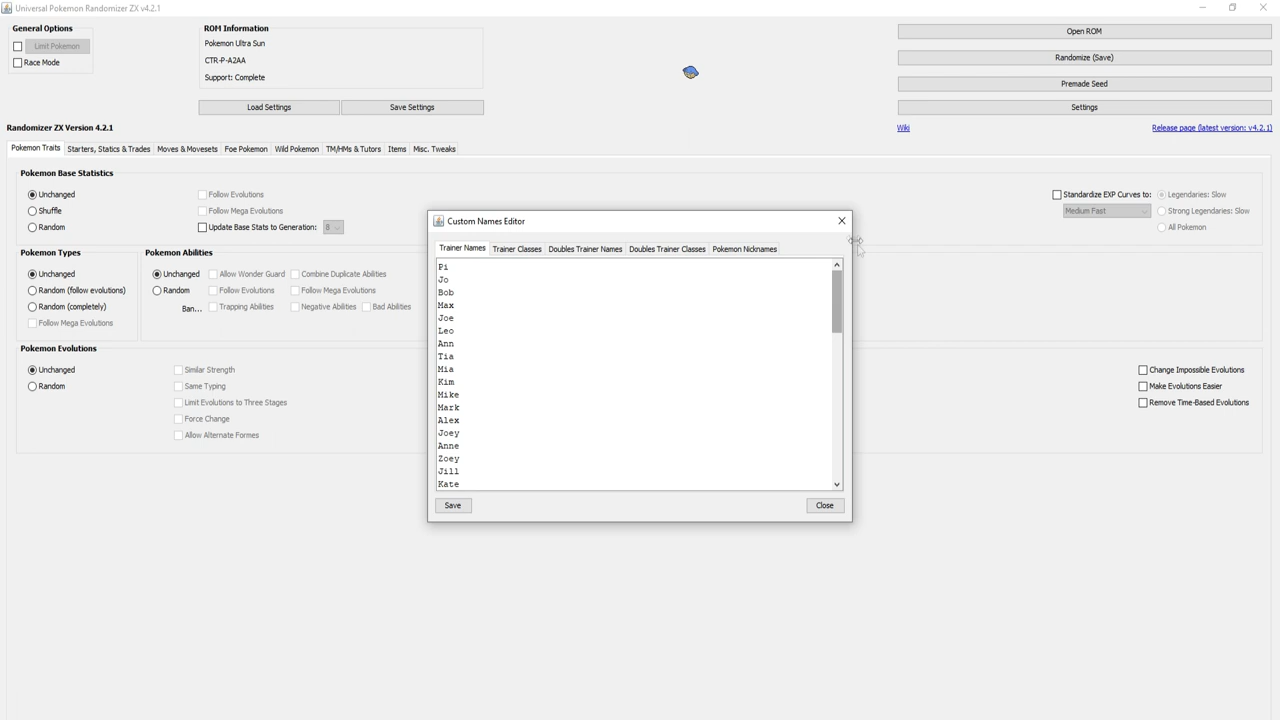 Universal Pokemon Randomizer ZX v4.2.1
General Options
Limit Pokemon
Race Mode
ROM Information
Pokemon Ultra Sun
CTR-P-A2AA
Support: Complete
Load Settings
Save Settings
Open ROM
Randomize (Save)
Premade Seed
Settings
Randomizer ZX Version 4.2.1
Wiki
Release page (latest version: v4.2.1)
Pokemon Traits
Starters, Statics & Trades
Moves & Movesets
Foe Pokemon
Wild Pokemon
TM/HMs & Tutors
Items
Misc. Tweaks
Pokemon Base Statistics
Unchanged
Shuffle
Random
Follow Evolutions
Follow Mega Evolutions
Update Base Stats to Generation:
8
Standardize EXP Curves to:
Medium Fast
Legendaries: Slow
Strong Legendaries: Slow
All Pokemon
Pokemon Types
Unchanged
Random (follow evolutions)
Random (completely)
Follow Mega Evolutions
Pokemon Abilities
Unchanged
Random
Allow Wonder Guard
Combine Duplicate Abilities
Follow Evolutions
Follow Mega Evolutions
Ban...
Trapping Abilities
Negative Abilities
Bad Abilities
Pokemon Evolutions
Unchanged
Random
Similar Strength
Same Typing
Limit Evolutions to Three Stages
Force Change
Allow Alternate Formes
Change Impossible Evolutions
Make Evolutions Easier
Remove Time-Based Evolutions
Custom Names Editor
Trainer Names
Trainer Classes
Doubles Trainer Names
Doubles Trainer Classes
Pokemon Nicknames
Pi
Jo
Bob
Max
Joe
Leo
Ann
Tia
Mia
Kim
Mike
Mark
Alex
Joey
Anne
Zoey
Jill
Kate
Save
Close